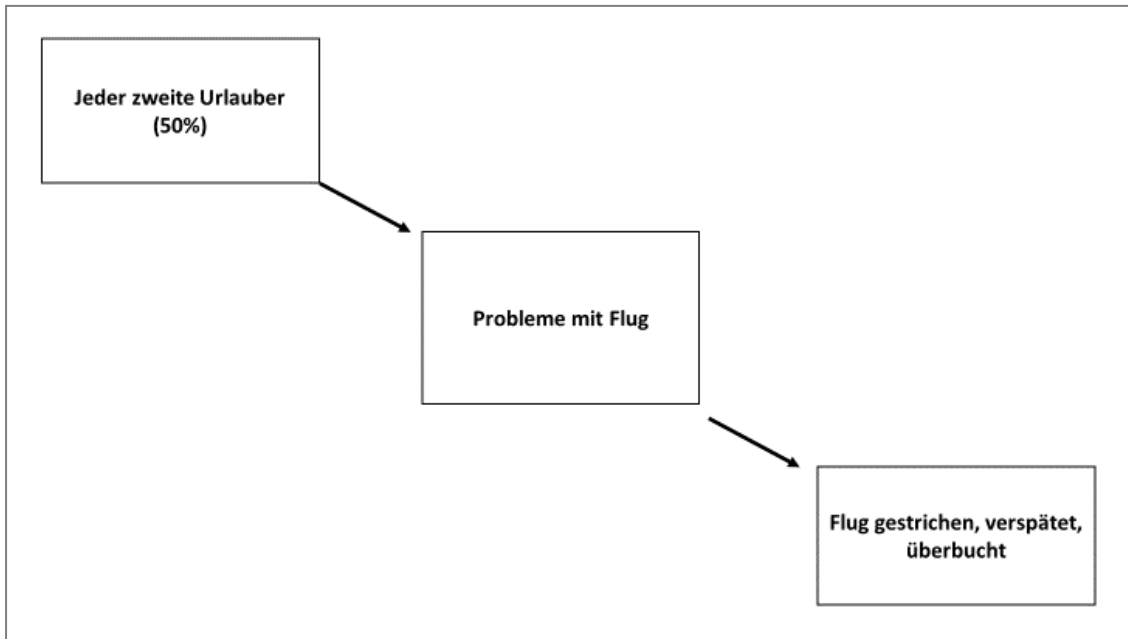 Jeder zweite Urlauber
(50%)
Probleme mit Flug
Flug gestrichen, verspätet,
überbucht